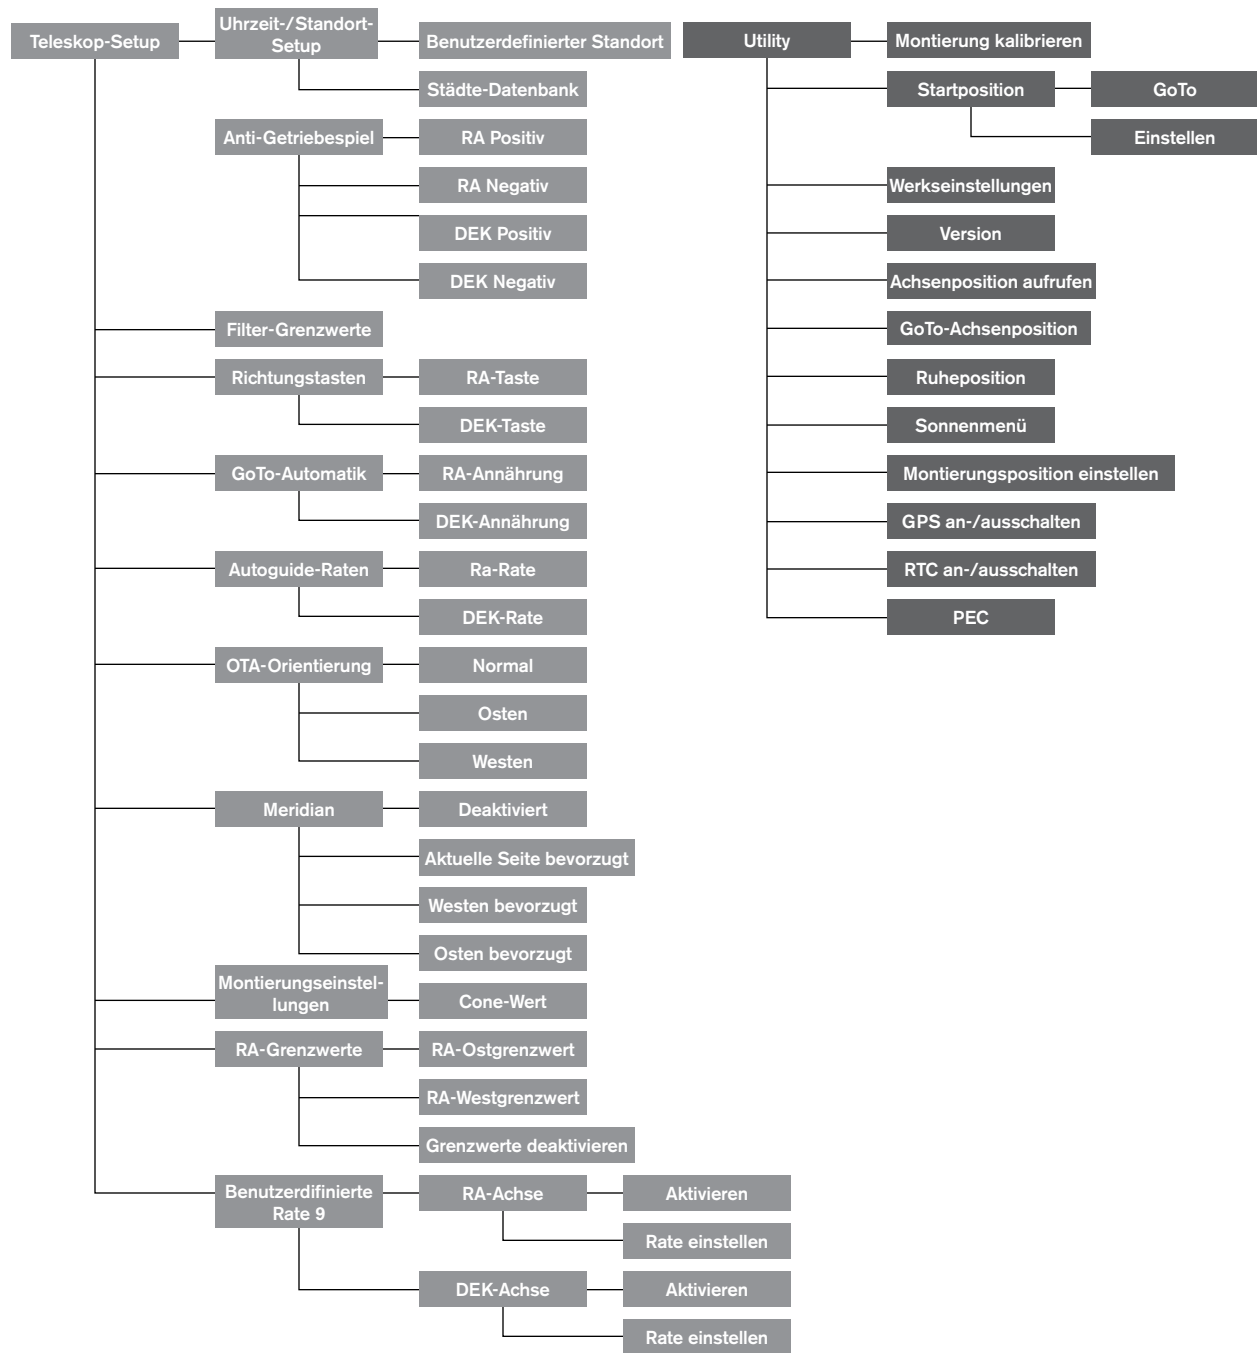 Teleskop-Setup
Uhrzeit-/Standort-
Setup
Benutzerdefinierter Standort
Städte-Datenbank
Anti-Getriebespiel
RA Positiv
RA Negativ
DEK Positiv
DEK Negativ
Filter-Grenzwerte
Richtungstasten
RA-Taste
DEK-Taste
GoTo-Automatik
RA-Annährung
DEK-Annährung
Autoguide-Raten
Ra-Rate
DEK-Rate
OTA-Orientierung
Normal
Osten
Westen
Meridian
Deaktiviert
Aktuelle Seite bevorzugt
Westen bevorzugt
Osten bevorzugt
Montierungseinstel-
lungen
Cone-Wert
RA-Grenzwerte
RA-Ostgrenzwert
RA-Westgrenzwert
Grenzwerte deaktivieren
Benutzerdifinierte
Rate 9
RA-Achse
Aktivieren
Rate einstellen
DEK-Achse
Aktivieren
Rate einstellen
Utility
Montierung kalibrieren
Startposition
GoTo
Einstellen
Werkseinstellungen
Version
Achsenposition aufrufen
GoTo-Achsenposition
Ruheposition
Sonnenmenü
Montierungsposition einstellen
GPS an-/ausschalten
RTC an-/ausschalten
PEC